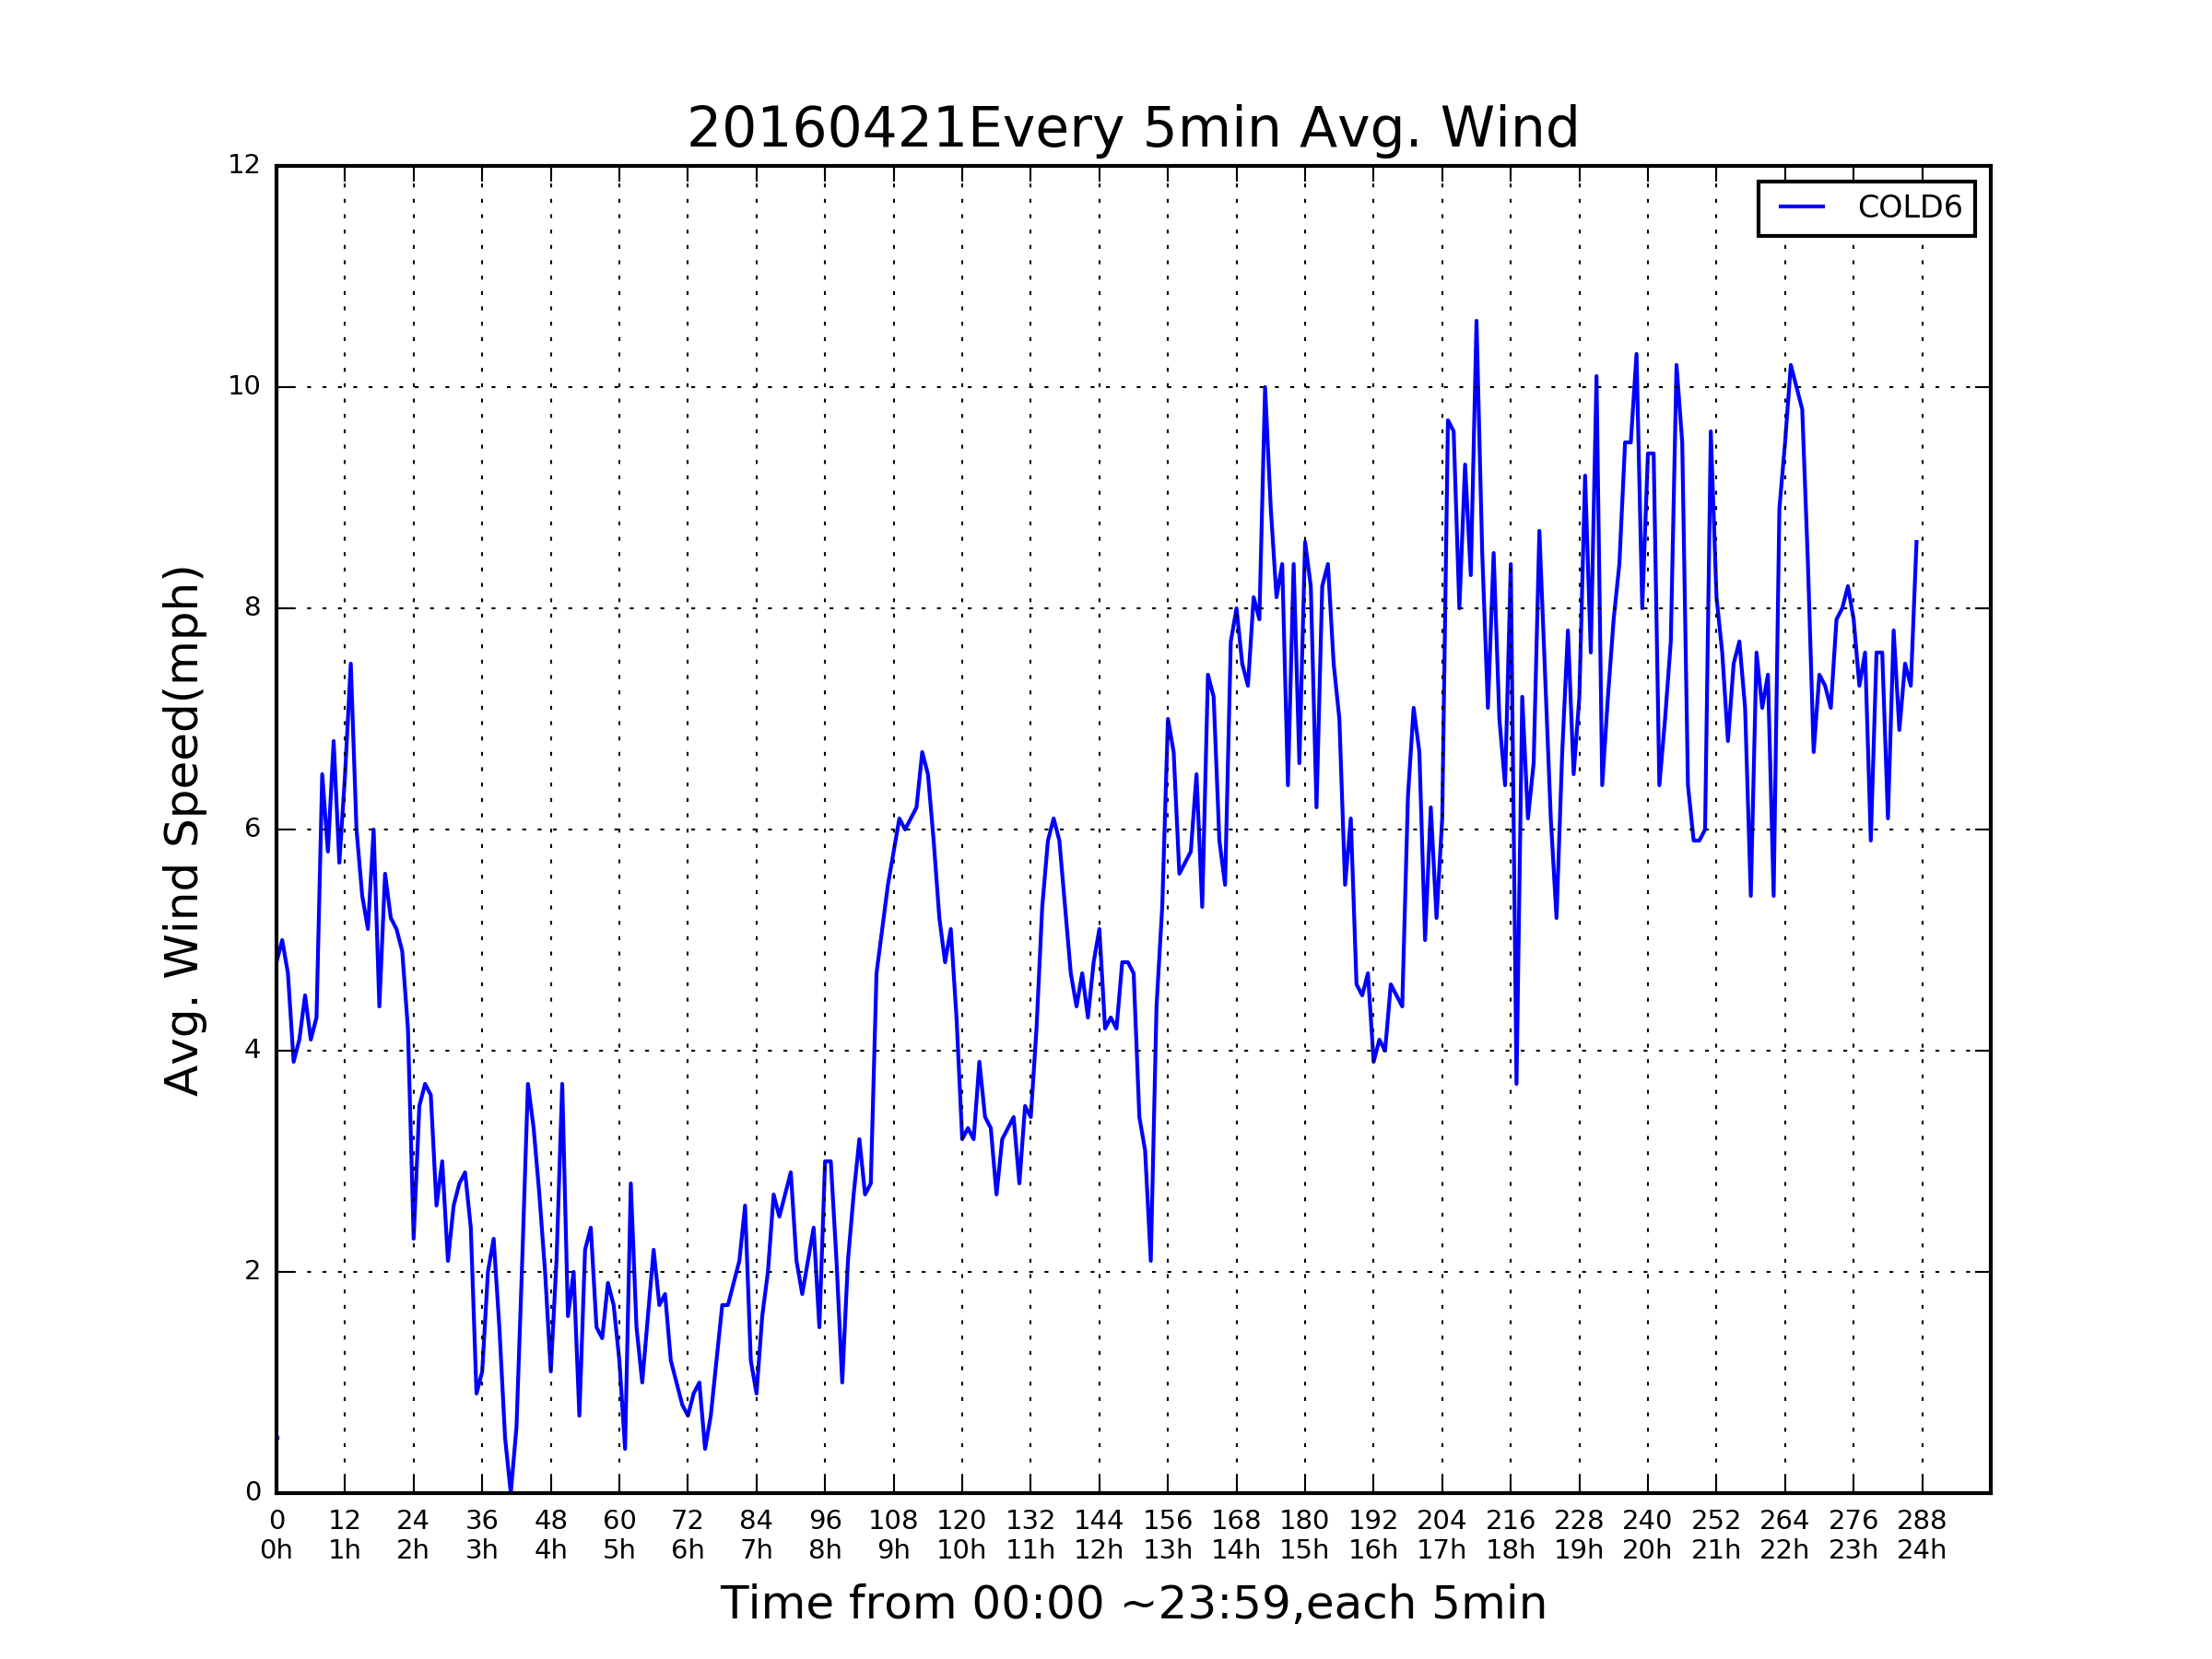 20160421Every 5min Avg. Wind
COLD6
Avg. Wind Speed(mph)
12
10
8
6
4
2
0
0 12 24 36 48 60 72 84 96 108 120 132 144 156 168 180 192 204 216 228 240 252 264 276 288
0h 1h 2h 3h 4h 5h 6h 7h 8h 9h 10h 11h 12h 13h 14h 15h 16h 17h 18h 19h 20h 21h 22h 23h 24h
Time from 00:00 ~23:59,each 5min